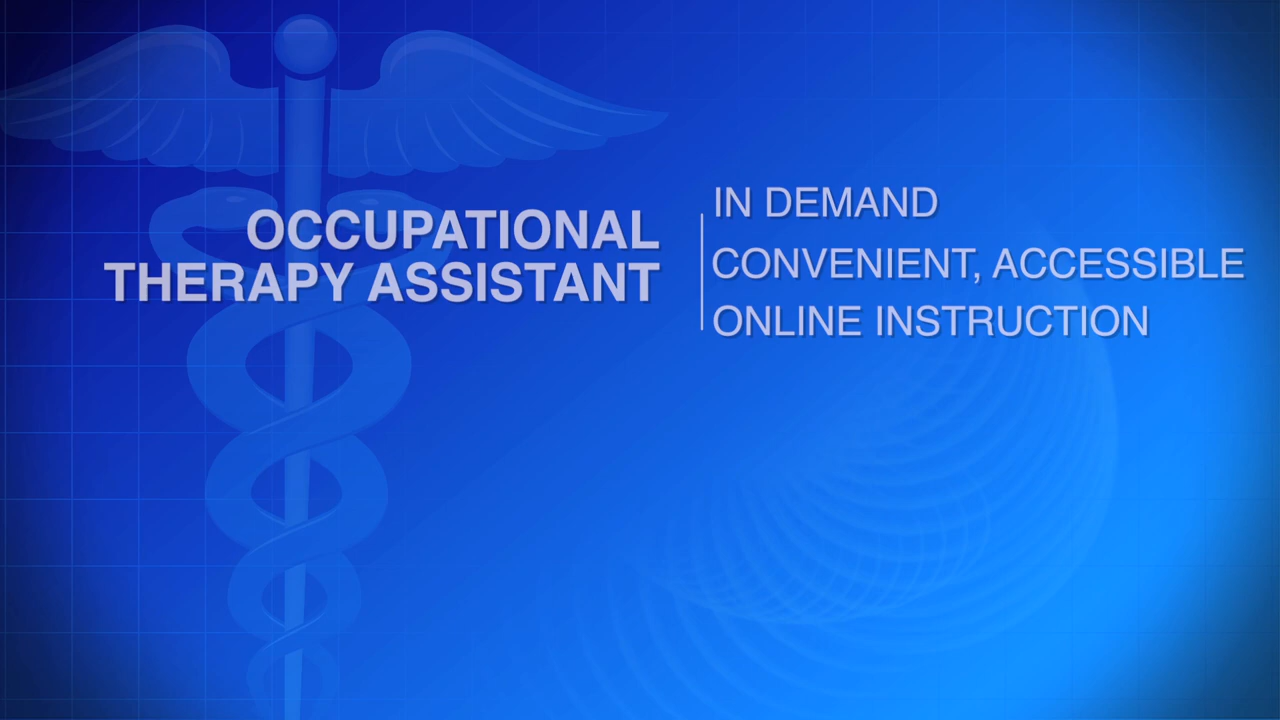 OCCUPATIONAL
THERAPY ASSISTANT
IN DEMAND
CONVENIENT, ACCESSIBLE
ONLINE INSTRUCTION